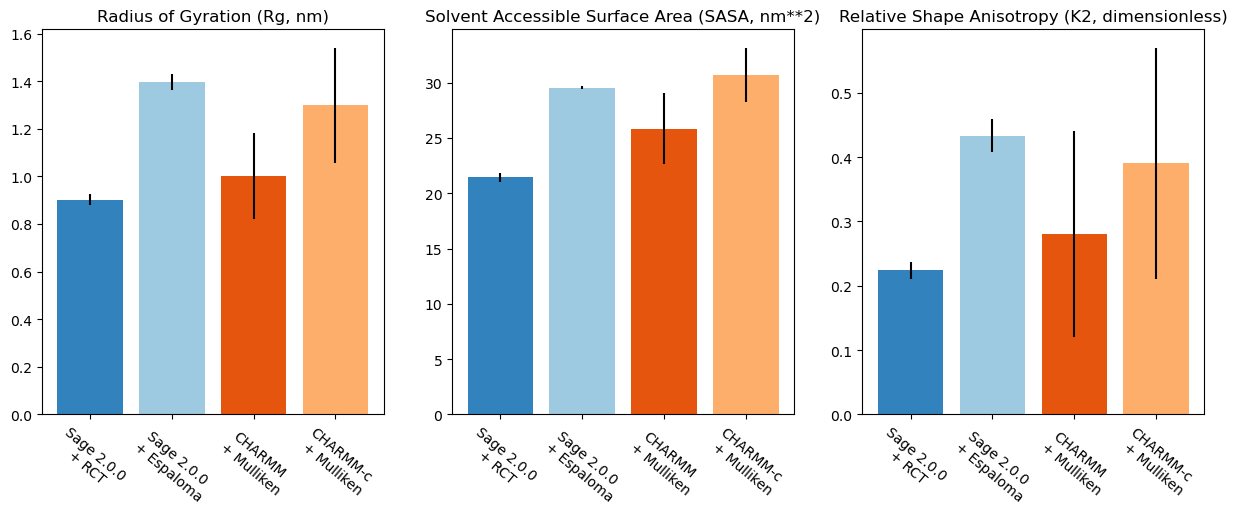 Radius of Gyration (Rg, nm)
1.6
1.4
1.2
1.0
0.8
0.6
0.4
0.2
0.0
Sage 2.0.0
+ RCT
Sage 2.0.0
+ Espaloma
CHARMM
+ Mulliken
CHARMM-c
+ Mulliken
Solvent Accessible Surface Area (SASA, nm**2)
30
25
20
15
10
5
0
Sage 2.0.0
+ RCT
Sage 2.0.0
+ Espaloma
CHARMM
+ Mulliken
CHARMM-c
+ Mulliken
Relative Shape Anisotropy (K2, dimensionless)
0.5
0.4
0.3
0.2
0.1
0.0
Sage 2.0.0
+ RCT
Sage 2.0.0
+ Espaloma
CHARMM
+ Mulliken
CHARMM-c
+ Mulliken